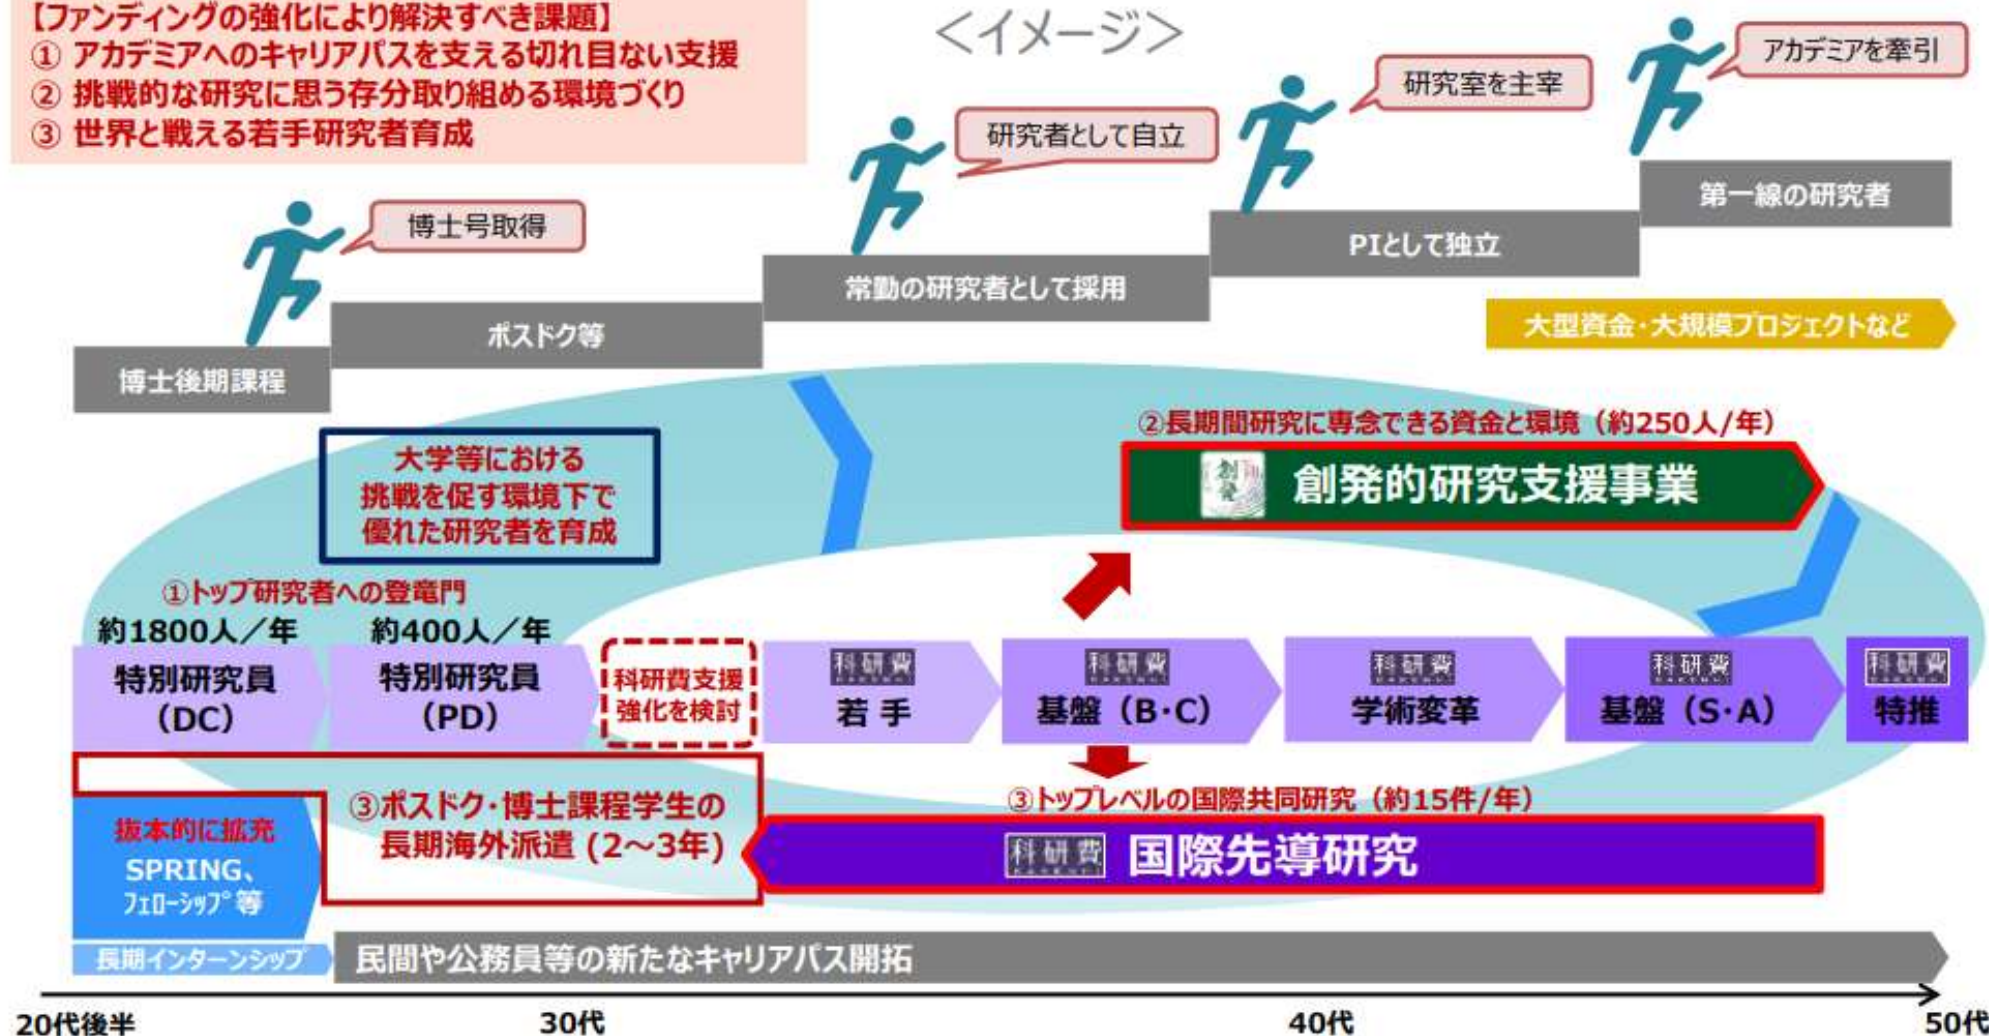 【ファンディングの強化により解決すべき課題】
① アカデミアへのキャリアパスを支える切れ目ない支援
② 挑戦的な研究に思う存分取り組める環境づくり
③ 世界と戦える若手研究者育成
＜イメージ＞
アカデミアを牽引
研究室を主宰
研究者として自立
博士号取得
第一線の研究者
PIとして独立
常勤の研究者として採用
ポスドク等
博士後期課程
大型資金・大規模プロジェクトなど
②長期間研究に専念できる資金と環境（約250人/年）
創発
創発的研究支援事業
大学等における
挑戦を促す環境下で
優れた研究者を育成
①トップ研究者への登竜門
約1800人／年
約400人／年
特別研究員
（DC）
特別研究員
（PD）
科研費支援
強化を検討
科研費
若 手
科研費
基盤（B・C）
科研費
学術変革
科研費
基盤（S・A）
科研費
特推
③トップレベルの国際共同研究（約15件/年）
科研費
国際先導研究
③ポスドク・博士課程学生の
長期海外派遣 (2～3年)
抜本的に拡充
SPRING、
ﾌｪﾛｰｼｯﾌﾟ等
長期インターンシップ
民間や公務員等の新たなキャリアパス開拓
20代後半
30代
40代
50代